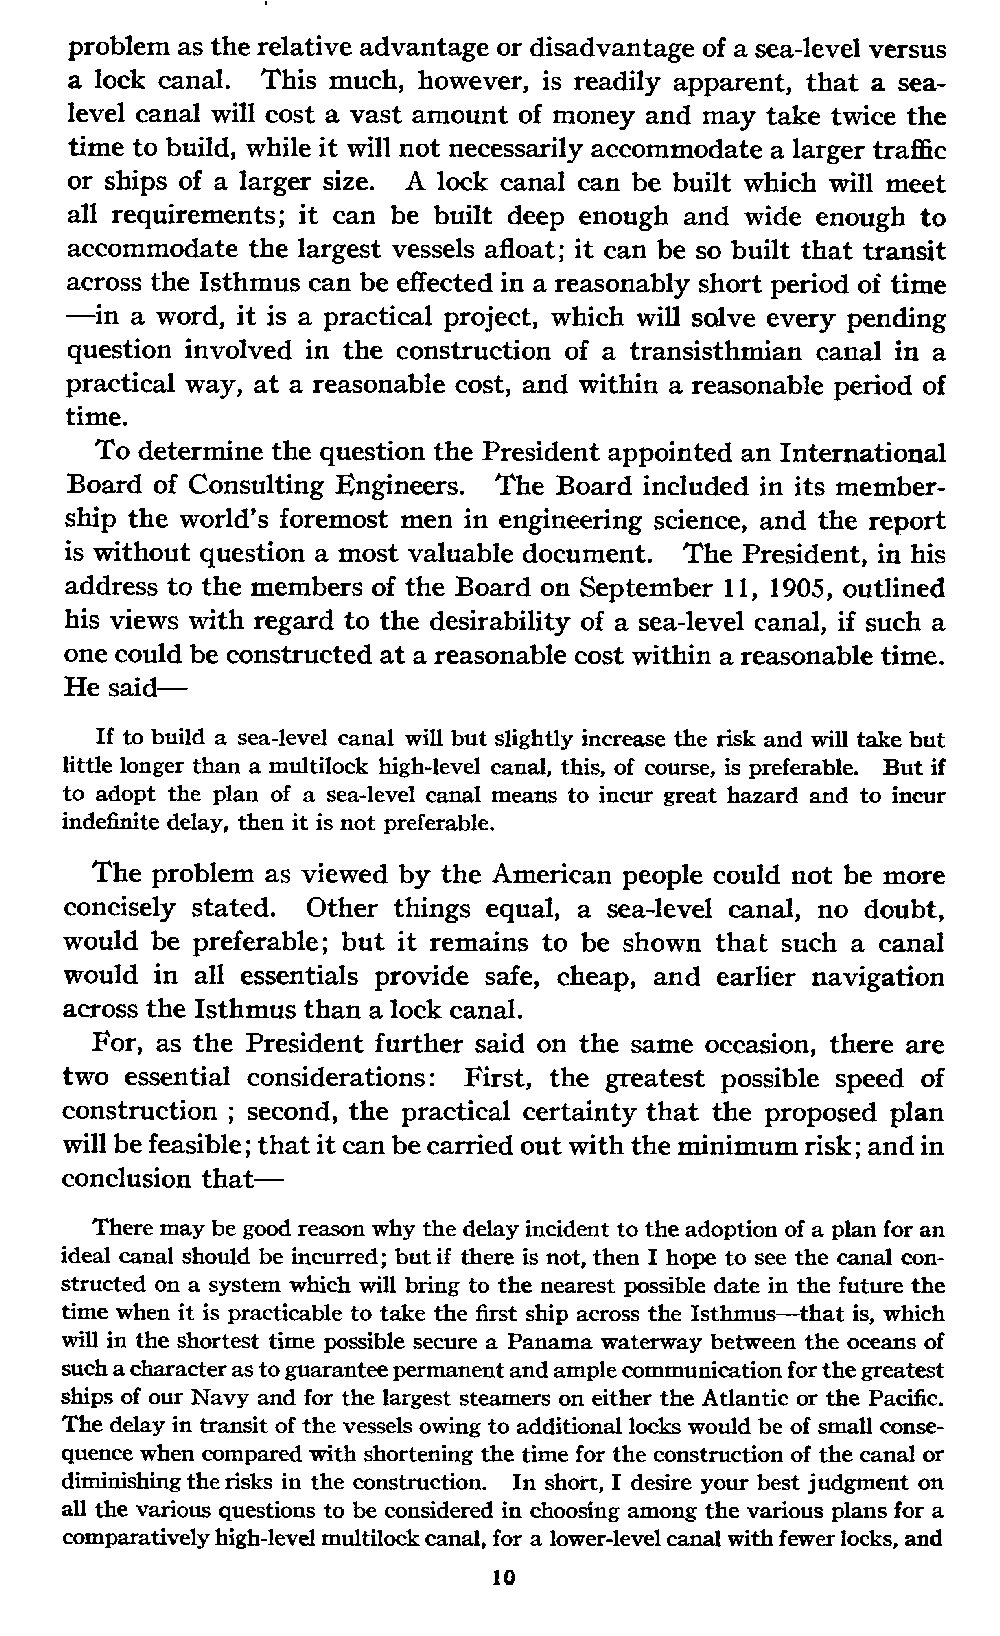 problem as the relative advantage or disadvantage of a sea-level versus
a lock canal. This much, however, is readily apparent, that a sea-
level canal will cost a vast amount of money and may take twice the
time to build, while it will not necessarily accommodate a larger traffic
or ships of a larger size. A lock canal can be built which will meet
all requirements; it can be built deep enough and wide enough to
accommodate the largest vessels afloat; it can be so built that transit
across the Isthmus can be effected in a reasonably short period of time
—in a word, it is a practical project, which will solve every pending
question involved in the construction of a transisthmian canal in a
practical way, at a reasonable cost, and within a reasonable period of
time.
To determine the question the President appointed an International
Board of Consulting Engineers. The Board included in its member-
ship the world's foremost men in engineering science, and the report
is without question a most valuable document. The President, in his
address to the members of the Board on September 11, 1905, outlined
his views with regard to the desirability of a sea-level canal, if such a
one could be constructed at a reasonable cost within a reasonable time.
He said—
If to build a sea-level canal will but slightly increase the risk and will take but
little longer than a multilock high-level canal, this, of course, is preferable. But if
to adopt the plan of a sea-level canal means to incur great hazard and to incur
indefinite delay, then it is not preferable.
The problem as viewed by the American people could not be more
concisely stated. Other things equal, a sea-level canal, no doubt,
would be preferable; but it remains to be shown that such a canal
would in all essentials provide safe, cheap, and earlier navigation
across the Isthmus than a lock canal.
For, as the President further said on the same occasion, there are
two essential considerations: First, the greatest possible speed of
construction ; second, the practical certainty that the proposed plan
will be feasible; that it can be carried out with the minimum risk; and in
conclusion that—
There may be good reason why the delay incident to the adoption of a plan for an
ideal canal should be incurred; but if there is not, then I hope to see the canal con-
structed on a system which will bring to the nearest possible date in the future the
time when it is practicable to take the first ship across the Isthmus—that is, which
will in the shortest time possible secure a Panama waterway between the oceans of
such a character as to guarantee permanent and ample communication for the greatest
ships of our Navy and for the largest steamers on either the Atlantic or the Pacific.
The delay in transit of the vessels owing to additional locks would be of small conse-
quence when compared with shortening the time for the construction of the canal or
diminishing the risks in the construction. In short, I desire your best judgment on
all the various questions to be considered in choosing among the various plans for a
comparatively high-level multilock canal, for a lower-level canal with fewer locks, and
10